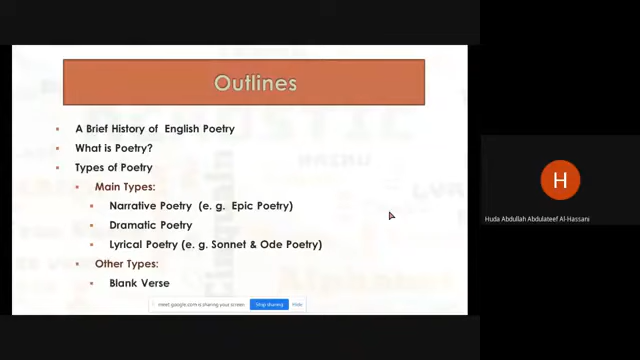 Outlines
A Brief History of English Poetry
What is Poetry?
Types of Poetry
Main Types:
Narrative Poetry (e. g. Epic Poetry)
Dramatic Poetry
Lyrical Poetry (e. g. Sonnet & Ode Poetry)
Other Types:
Blank Verse
meet.google.com is sharing your screen
Stop sharing
Hide
H
Huda Abdullah Abdulateef Al-Hassani